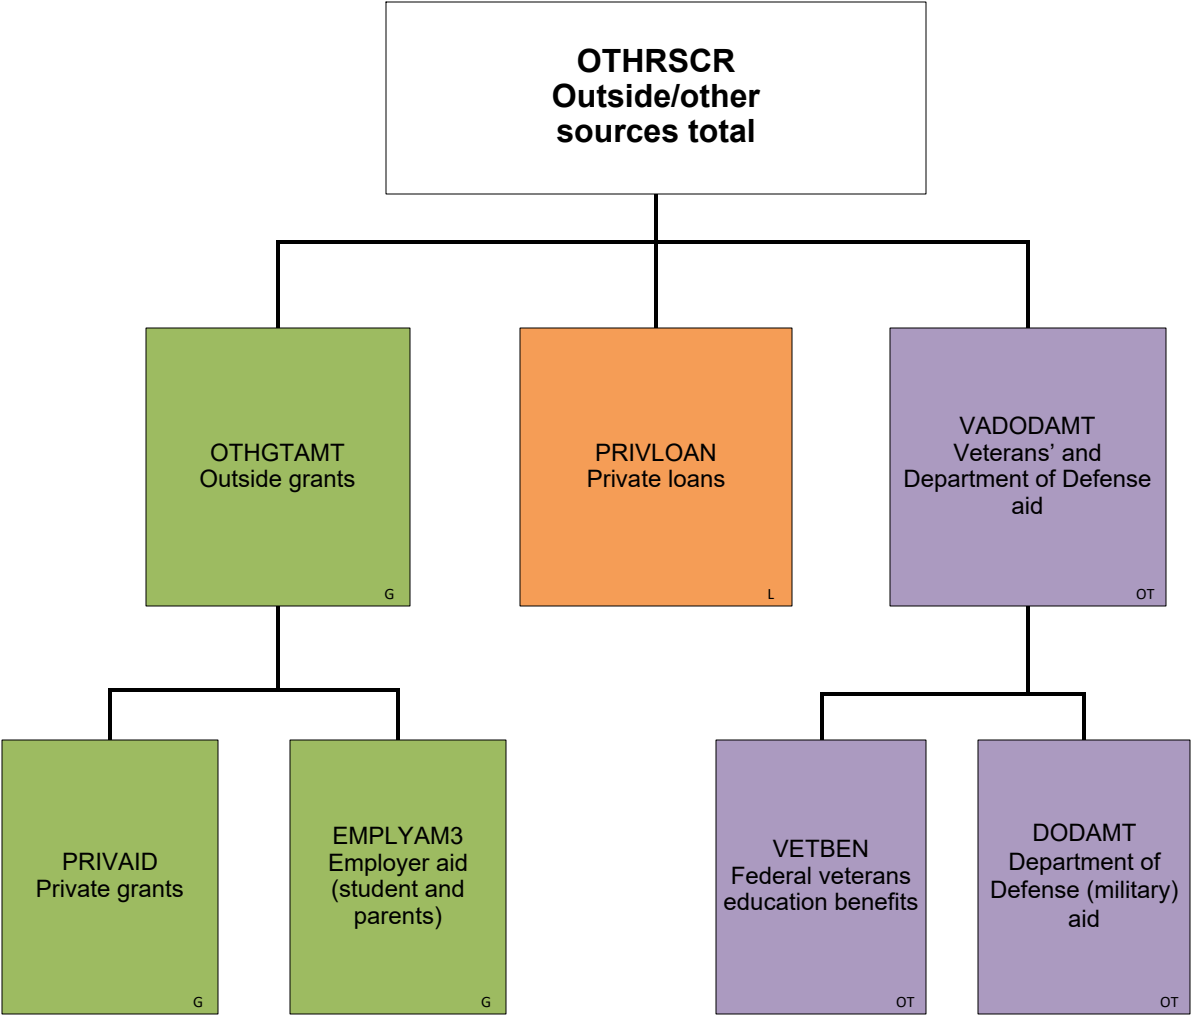 OTHRSCR
Outside/other
sources total
OTHGTAMT
Outside grants
G
PRIVLOAN
Private loans
L
VADODAMT
Veterans’ and
Department of Defense
aid
OT
PRIVAID
Private grants
G
EMPLYAM3
Employer aid
(student and
parents)
G
VETBEN
Federal veterans
education benefits
OT
DODAMT
Department of
Defense (military)
aid
OT